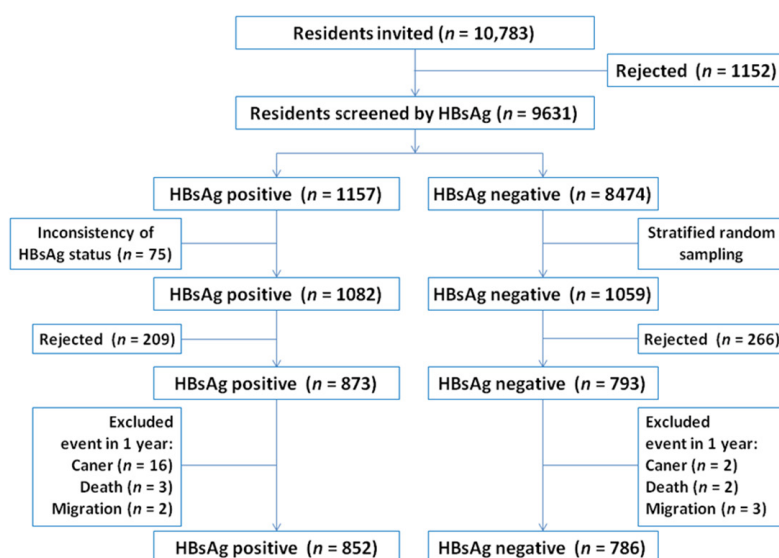 Residents invited (n = 10,783)
Rejected (n = 1152)
Residents screened by HBsAg (n = 9631)
HBsAg positive (n = 1157)
HBsAg negative (n = 8474)
Inconsistency of
HBsAg status (n = 75)
Stratified random
sampling
HBsAg positive (n = 1082)
HBsAg negative (n = 1059)
Rejected (n = 209)
Rejected (n = 266)
HBsAg positive (n = 873)
HBsAg negative (n = 793)
Excluded
event in 1 year:
Caner (n = 16)
Death (n = 3)
Migration (n = 2)
Excluded
event in 1 year:
Caner (n = 2)
Death (n = 2)
Migration (n = 3)
HBsAg positive (n = 852)
HBsAg negative (n = 786)